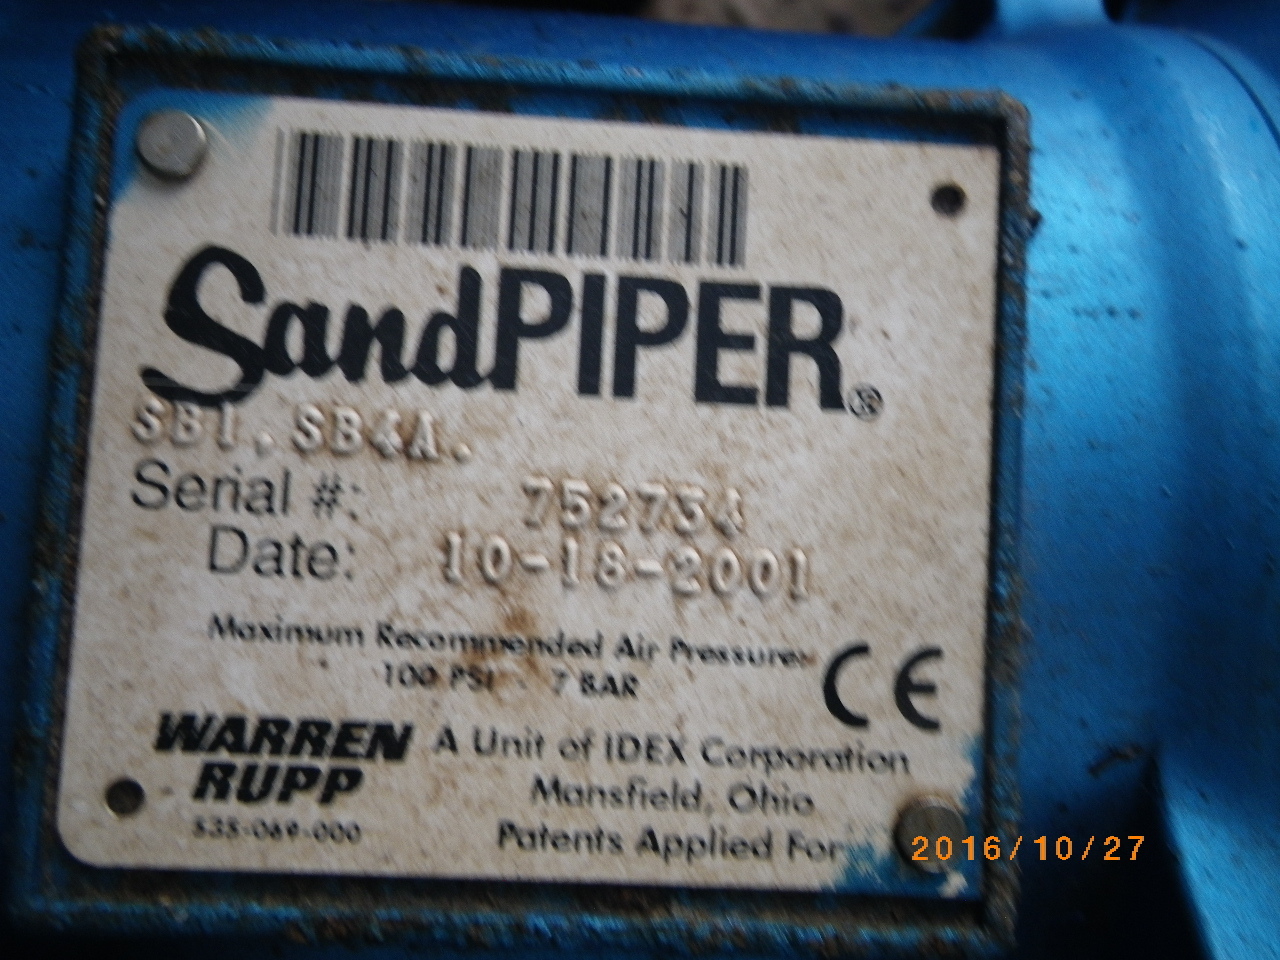 SandPIPER®
SB1, SB4A.
Serial #: 752734
Date: 10-18-2001
Maximum Recommended Air Pressure:
100 PSI - 7 BAR
CE
WARREN RUPP
A Unit of IDEX Corporation
Mansfield, Ohio
535-069-000
Patents Applied For
2016/10/27